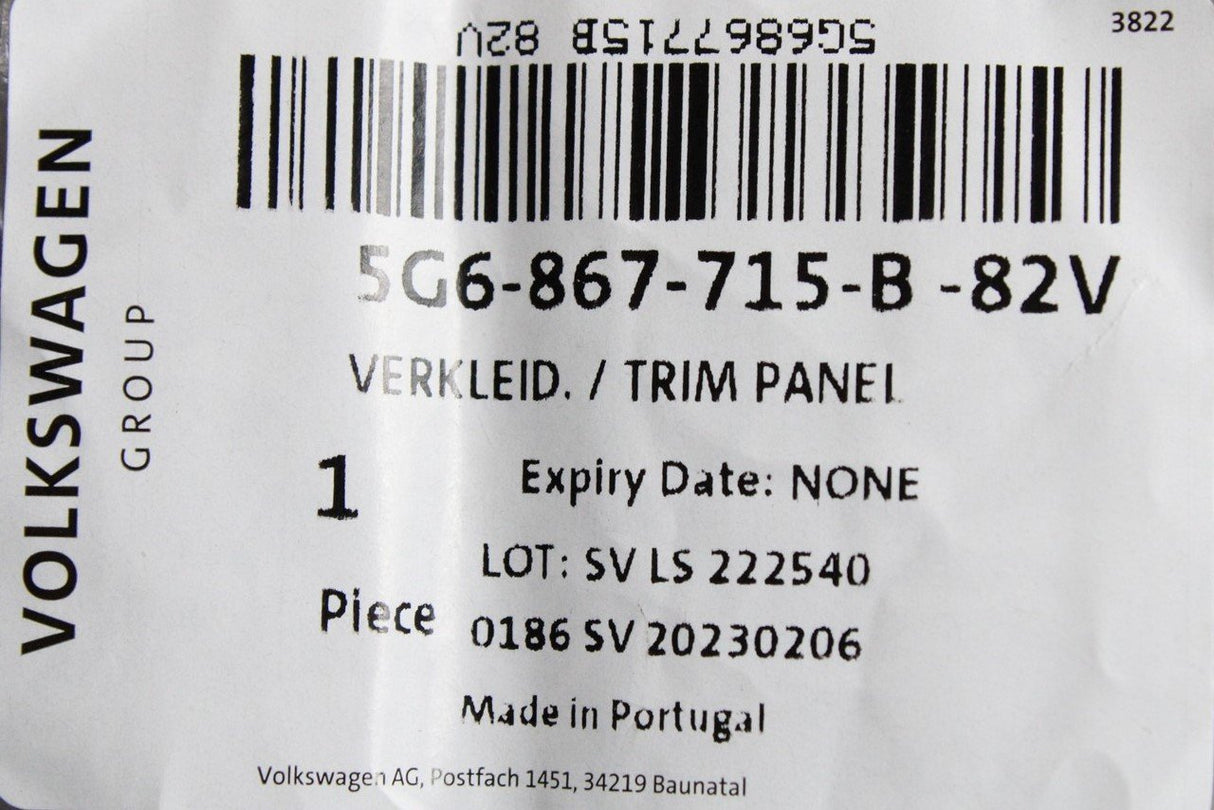 3822
5G6867715B 82V
5G6-867-715-B -82V
VERKLEID. / TRIM PANEL
1
Expiry Date: NONE
LOT: SV LS 222540
Piece
0186 SV 20230206
Made in Portugal
Volkswagen AG, Postfach 1451, 34219 Baunatal
VOLKSWAGEN
GROUP